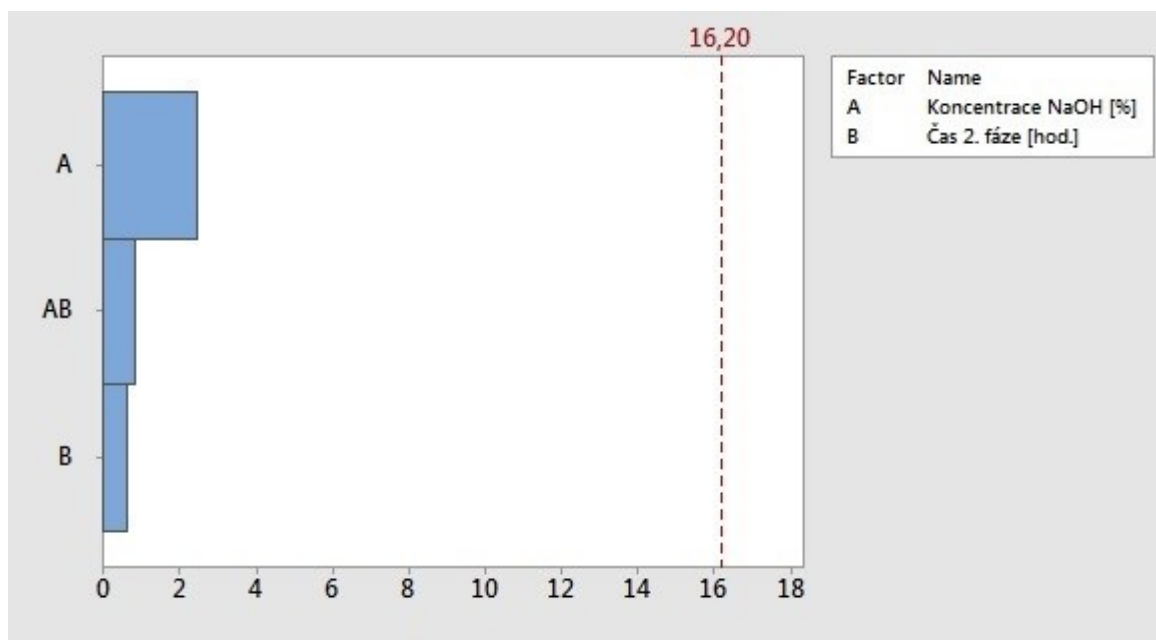 16,20
Factor Name
A Koncentrace NaOH [%]
B Čas 2. fáze [hod.]
A
AB
B
0 2 4 6 8 10 12 14 16 18